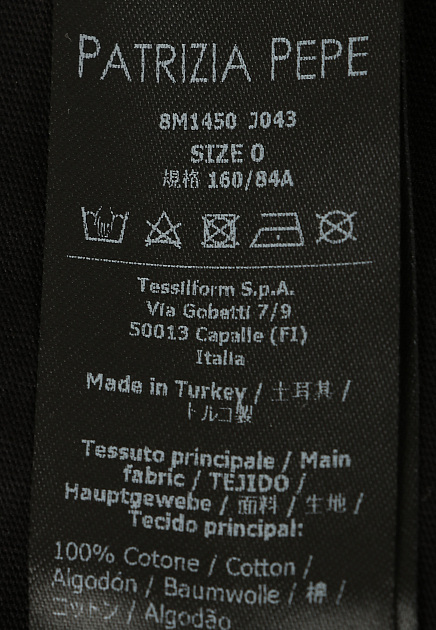 PATRIZIA PEPE
8M1450 J043
SIZE 0
規格 160/84A
Tessilform S.p.A.
Via Gobetti 7/9
50013 Capalle (FI)
Italia
Made in Turkey / 土耳其 /
トルコ製
Tessuto principale / Main
fabric / TEJIDO /
Hauptgewebe / 面料 / 生地 /
Tecido principal:
100% Cotone / Cotton /
Algodón / Baumwolle / 棉 /
コットン / Algodão